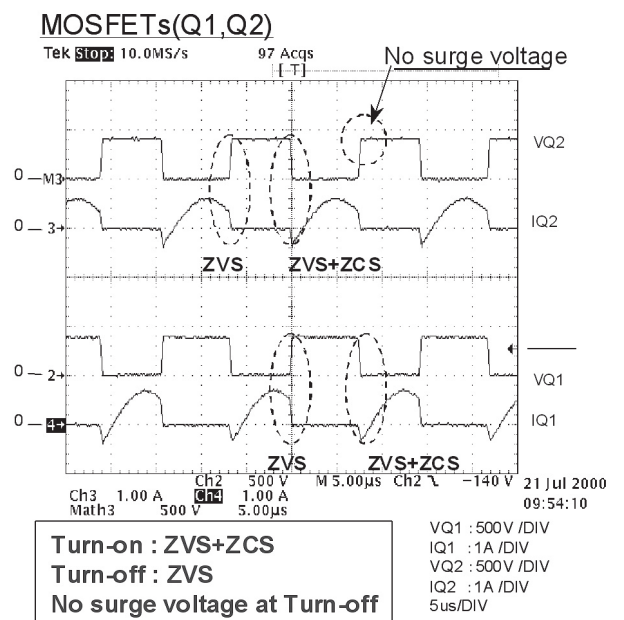 MOSFETs(Q1,Q2)
Tek Stop: 10.0MS/s 97 Acqs
[T]
No surge voltage
VQ2
0 M3
0 3
IQ2
ZVS ZVS+ZCS
0 2
VQ1
0 4
IQ1
ZVS ZVS+ZCS
Ch2 500 V M 5.00µs Ch2 -140 V
Ch3 1.00 A Ch4 1.00 A
Math3 500 V 5.00µs
21 Jul 2000
09:54:10
Turn-on : ZVS+ZCS
Turn-off : ZVS
No surge voltage at Turn-off
VQ1 : 500V /DIV
IQ1 : 1A /DIV
VQ2 : 500V /DIV
IQ2 : 1A /DIV
5us/DIV